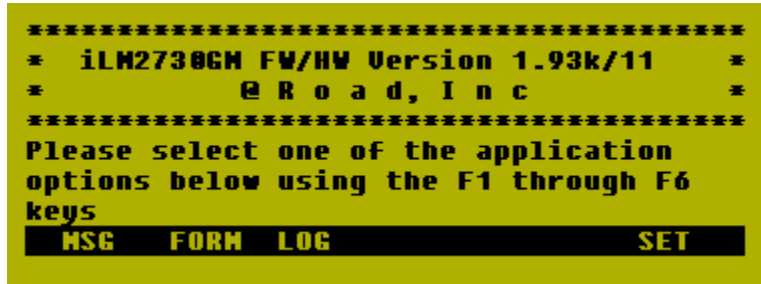 ****************************************
*  iLM2730GM FW/HW Version 1.93k/11    *
*           @ R o a d, I n c           *
****************************************
Please select one of the application
options below using the F1 through F6
keys
MSG FORM LOG SET